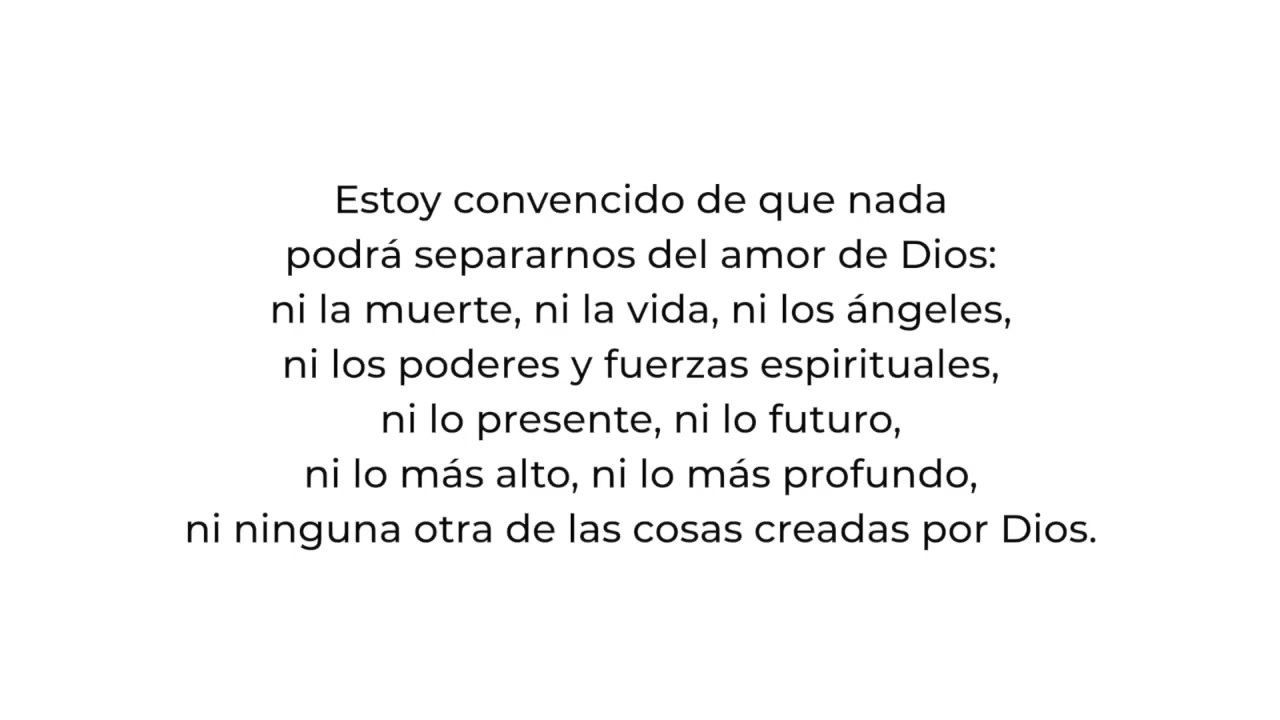 Estoy convencido de que nada
podrá separarnos del amor de Dios:
ni la muerte, ni la vida, ni los ángeles,
ni los poderes y fuerzas espirituales,
ni lo presente, ni lo futuro,
ni lo más alto, ni lo más profundo,
ni ninguna otra de las cosas creadas por Dios.